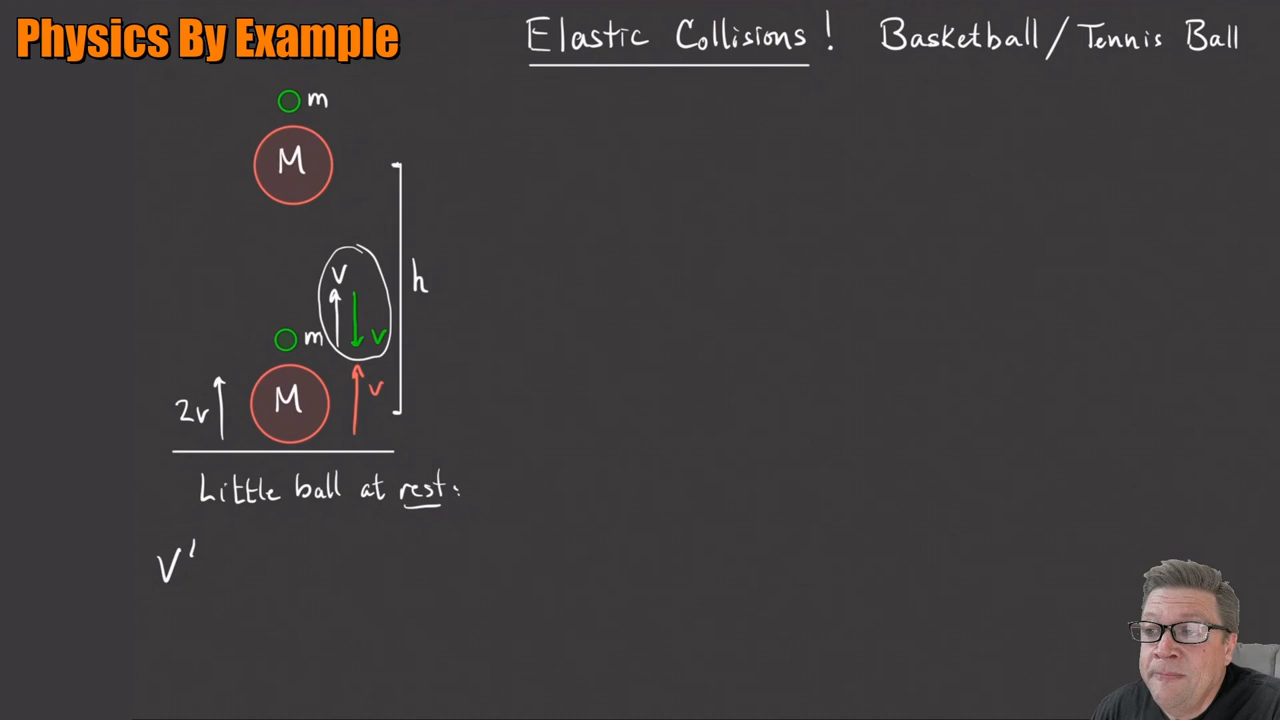 Physics By Example
Elastic Collisions! Basketball/Tennis Ball
m
M
h
v
v
m
M
v
2v
Little ball at rest:
v'